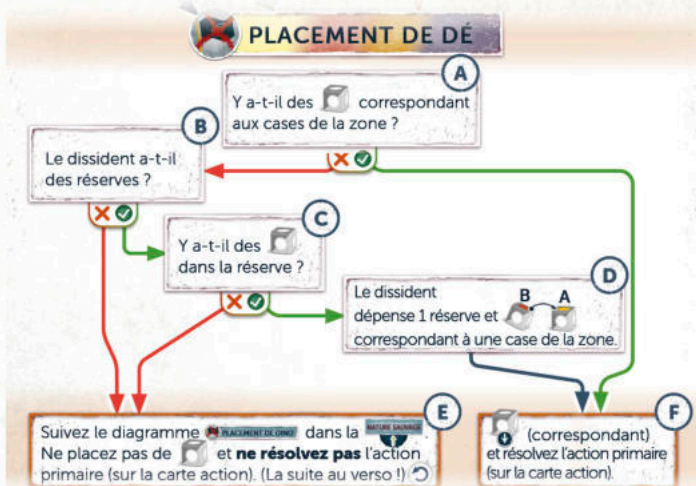 PLACEMENT DE DÉ
A
Y a-t-il des correspondant
aux cases de la zone ?
B
Le dissident a-t-il
des réserves ?
C
Y a-t-il des
dans la réserve ?
D
Le dissident
dépense 1 réserve et B A
correspondant à une case de la zone.
E
Suivez le diagramme PLACEMENT DE DRNO dans la NATURE SAUVAGE
Ne placez pas de et ne résolvez pas l'action
primaire (sur la carte action). (La suite au verso !)
F
(correspondant)
et résolvez l'action primaire
(sur la carte action).